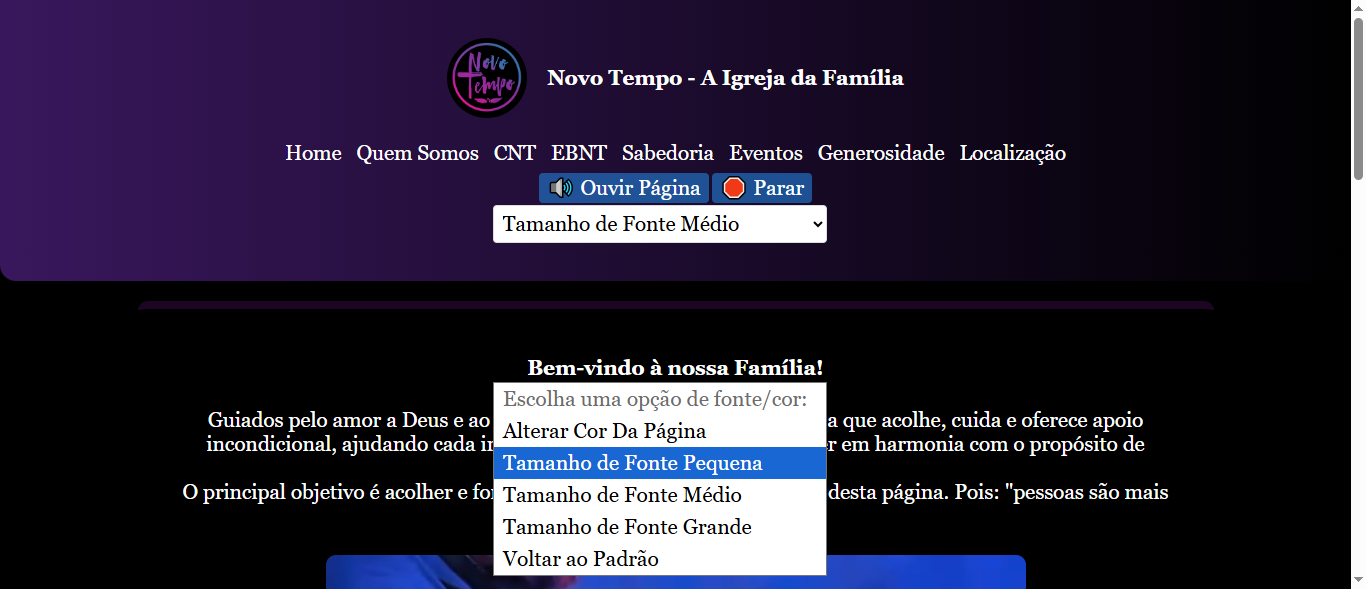 Novo Tempo
Novo Tempo - A Igreja da Família
Home Quem Somos CNT EBNT Sabedoria Eventos Generosidade Localização
Ouvir Página Parar
Tamanho de Fonte Médio
Bem-vindo à nossa Família!
Escolha uma opção de fonte/cor:
Alterar Cor Da Página
Tamanho de Fonte Pequena
Tamanho de Fonte Médio
Tamanho de Fonte Grande
Voltar ao Padrão
Guiados pelo amor a Deus e ao a que acolhe, cuida e oferece apoio
incondicional, ajudando cada em harmonia com o propósito de
O principal objetivo é acolher e desta página. Pois: "pessoas são mais